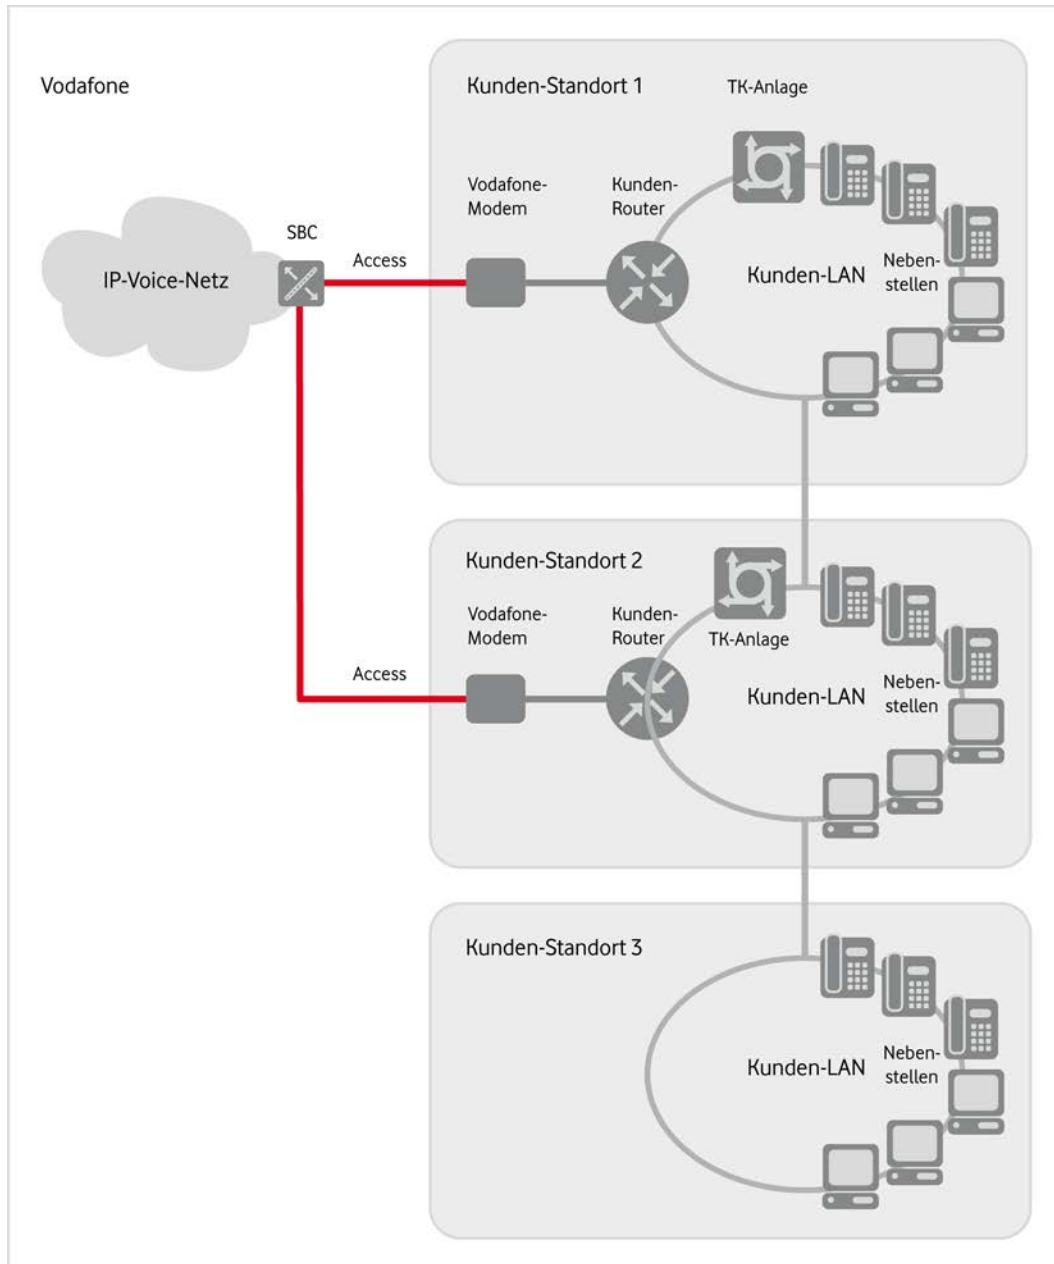 Vodafone
Kunden-Standort 1
TK-Anlage
Vodafone-
Modem
Kunden-
Router
SBC
Access
IP-Voice-Netz
Kunden-LAN
Neben-
stellen
Kunden-Standort 2
Vodafone-
Modem
Kunden-
Router
TK-Anlage
Access
Kunden-LAN
Neben-
stellen
Kunden-Standort 3
Kunden-LAN
Neben-
stellen